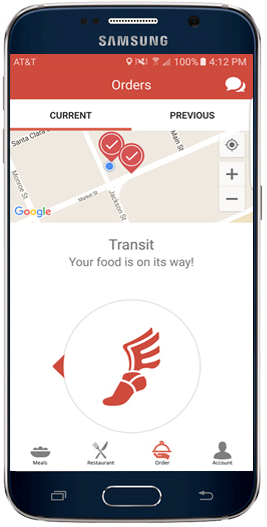 SAMSUNG
AT&T 100% 4:12 PM
Orders
CURRENT PREVIOUS
Santa Clara
Main St
Monroe St
Market St
Jackson St
Google
Transit
Your food is on its way!
Meals Restaurant Order Account